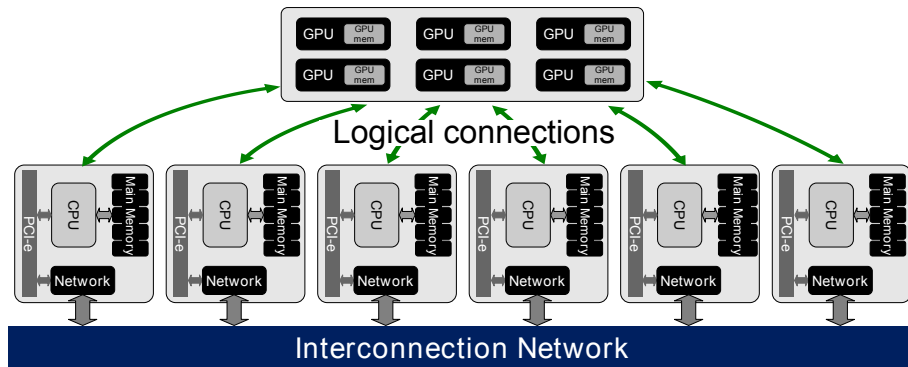 GPU GPU mem GPU GPU mem GPU GPU mem
GPU GPU mem GPU GPU mem GPU GPU mem
Logical connections
PCI-e CPU Main Memory PCI-e CPU Main Memory PCI-e CPU Main Memory PCI-e CPU Main Memory PCI-e CPU Main Memory PCI-e CPU Main Memory
Network Network Network Network Network Network
Interconnection Network